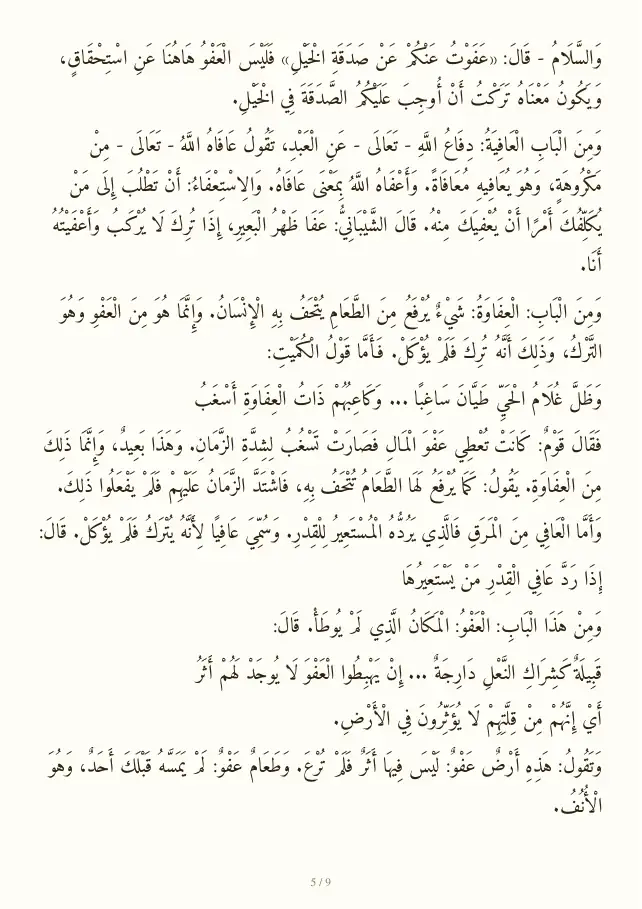 وَالسَّلَامُ - قَالَ: «عَفَوْتُ عَنْكُمْ عَنْ صَدَقَةِ الْخَيْلِ» فَلَيْسَ الْعَفْوُ هَاهُنَا عَنِ اسْتِحْقَاقٍ،
وَيَكُونُ مَعْنَاهُ تَرَكْتُ أَنْ أُوجِبَ عَلَيْكُمُ الصَّدَقَةَ فِي الْخَيْلِ.
وَمِنَ الْبَابِ الْعَافِيَةُ: دِفَاعُ اللَّهِ - تَعَالَى - عَنِ الْعَبْدِ، تَقُولُ عَافَاهُ اللَّهُ - تَعَالَى - مِنْ
مَكْرُوهَةٍ، وَهُوَ يُعَافِيهِ مُعَافَاةً. وَأَعْفَاهُ اللَّهُ بِمَعْنَى عَافَاهُ. وَالِاسْتِعْفَاءُ: أَنْ تَطْلُبَ إِلَى مَنْ
يُكَلِّفُكَ أَمْرًا أَنْ يُعْفِيَكَ مِنْهُ. قَالَ الشَّيْبَانِيُّ: عَفَا ظَهْرُ الْبَعِيرِ، إِذَا تُرِكَ لَا يُرْكَبُ وَأَعْفَيْتُهُ
أَنَا.
وَمِنَ الْبَابِ: الْعِفَاوَةُ: شَيْءٌ يُرْفَعُ مِنَ الطَّعَامِ يُتْحَفُ بِهِ الْإِنْسَانُ. وَإِنَّمَا هُوَ مِنَ الْعَفْوِ وَهُوَ
التَّرْكُ، وَذَلِكَ أَنَّهُ تُرِكَ فَلَمْ يُؤْكَلْ. فَأَمَّا قَوْلُ الْكُمَيْتِ:
وَظَلَّ غُلَامُ الْحَيِّ طَيَّانَ سَاغِبًا ... وَكَاعِبُهُمْ ذَاتُ الْعِفَاوَةِ أَسْغَبُ
فَقَالَ قَوْمٌ: كَانَتْ تُعْطِي عَفْوَ الْمَالِ فَصَارَتْ تَسْغُبُ لِشِدَّةِ الزَّمَانِ. وَهَذَا بَعِيدٌ، وَإِنَّمَا ذَلِكَ
مِنَ الْعِفَاوَةِ. يَقُولُ: كَمَا يُرْفَعُ لَهَا الطَّعَامُ تُتْحَفُ بِهِ، فَاشْتَدَّ الزَّمَانُ عَلَيْهِمْ فَلَمْ يَفْعَلُوا ذَلِكَ.
وَأَمَّا الْعَافِي مِنَ الْمَرَقِ فَالَّذِي يَرُدُّهُ الْمُسْتَعِيرُ لِلْقِدْرِ. وَسُمِّيَ عَافِيًا لِأَنَّهُ يُتْرَكُ فَلَمْ يُؤْكَلْ. قَالَ:
إِذَا رَدَّ عَافِي الْقِدْرِ مَنْ يَسْتَعِيرُهَا
وَمِنْ هَذَا الْبَابِ: الْعَفْوُ: الْمَكَانُ الَّذِي لَمْ يُوطَأْ. قَالَ:
قَبِيلَةٌ كَشِرَاكِ النَّعْلِ دَارِجَةٌ ... إِنْ يَهْبِطُوا الْعَفْوَ لَا يُوجَدْ لَهُمْ أَثَرُ
أَيْ إِنَّهُمْ مِنْ قِلَّتِهِمْ لَا يُؤَثِّرُونَ فِي الْأَرْضِ.
وَتَقُولُ: هَذِهِ أَرْضٌ عَفْوٌ: لَيْسَ فِيهَا أَثَرٌ فَلَمْ تُرْعَ. وَطَعَامٌ عَفْوٌ: لَمْ يَمَسَّهُ قَبْلَكَ أَحَدٌ، وَهُوَ
الْأُنُفُ.
5 / 9